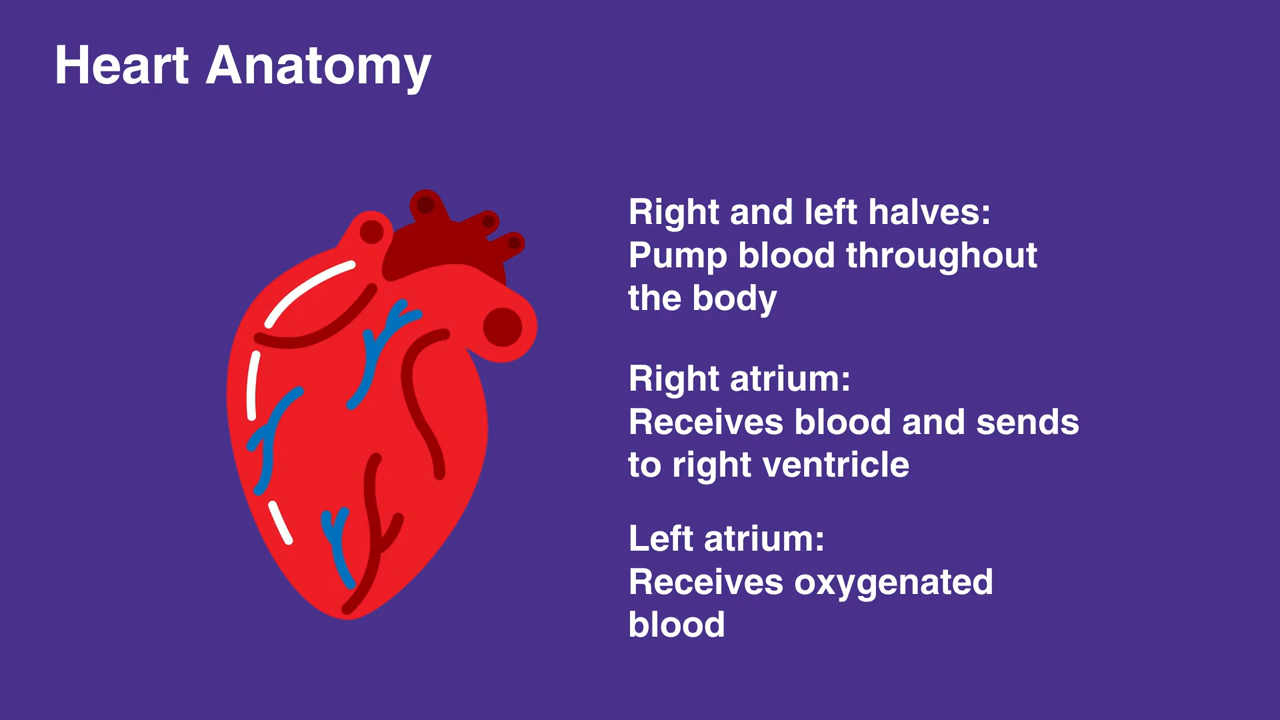 Heart Anatomy
Right and left halves:
Pump blood throughout
the body
Right atrium:
Receives blood and sends
to right ventricle
Left atrium:
Receives oxygenated
blood